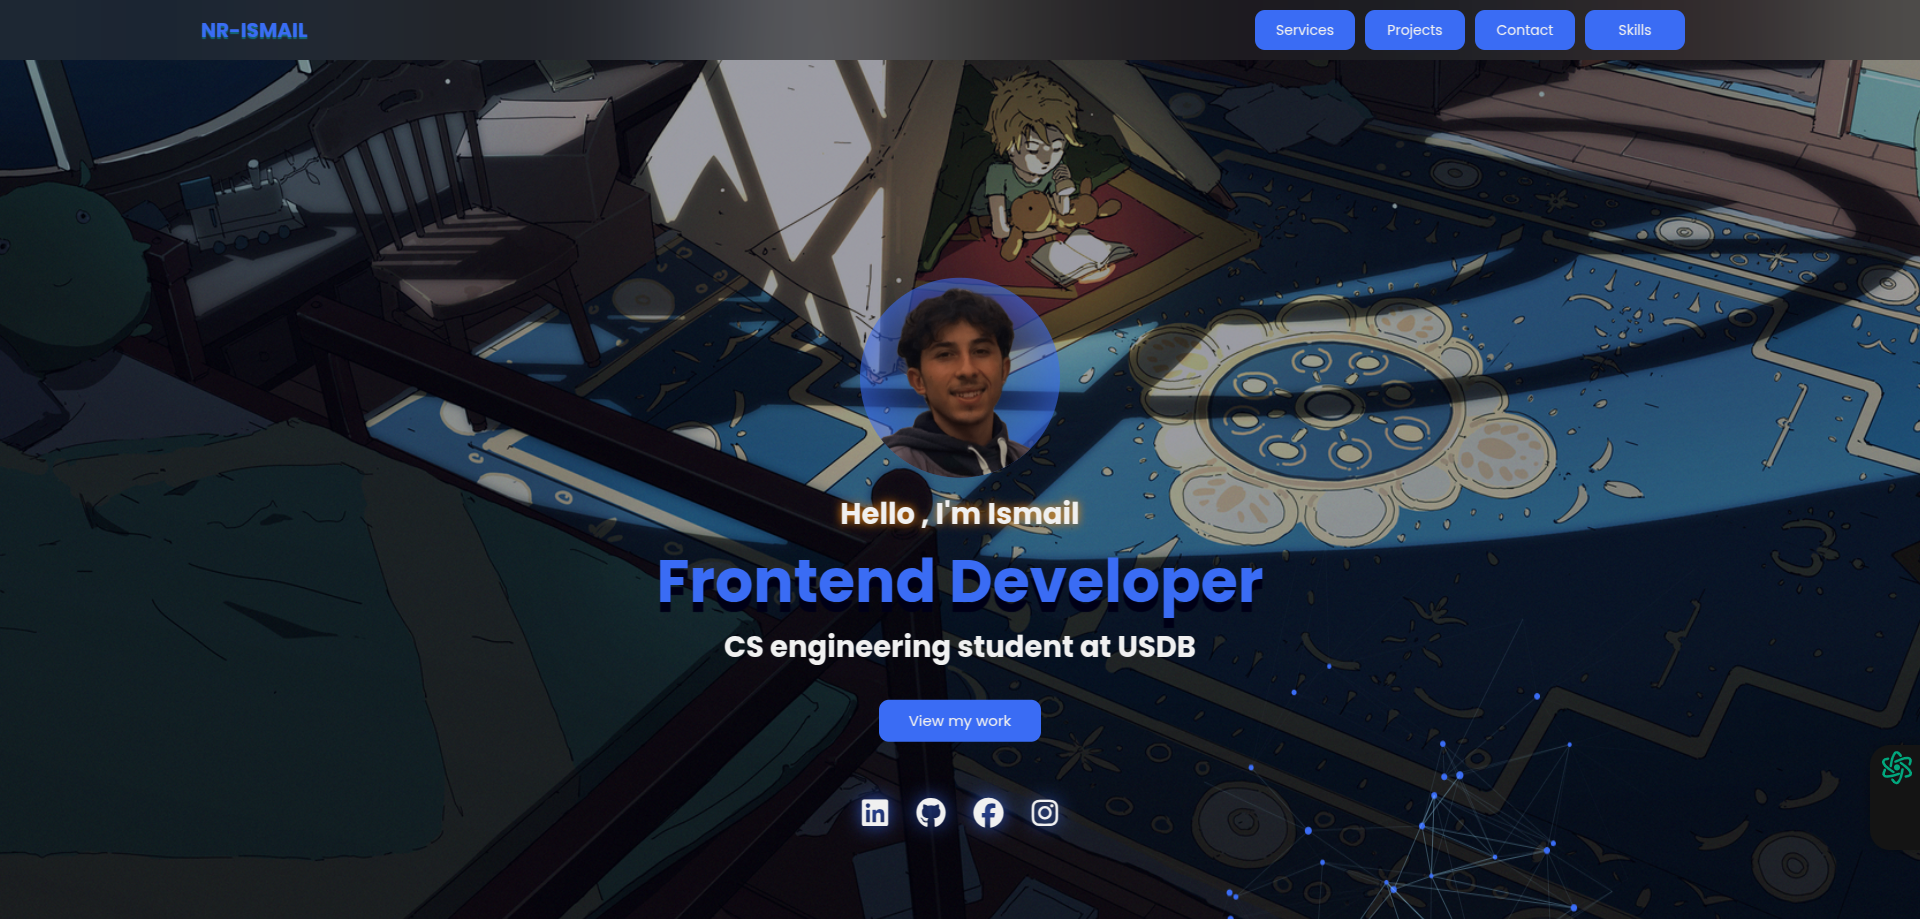 NR-ISMAIL
Services
Projects
Contact
Skills
Hello , I'm Ismail
Frontend Developer
CS engineering student at USDB
View my work